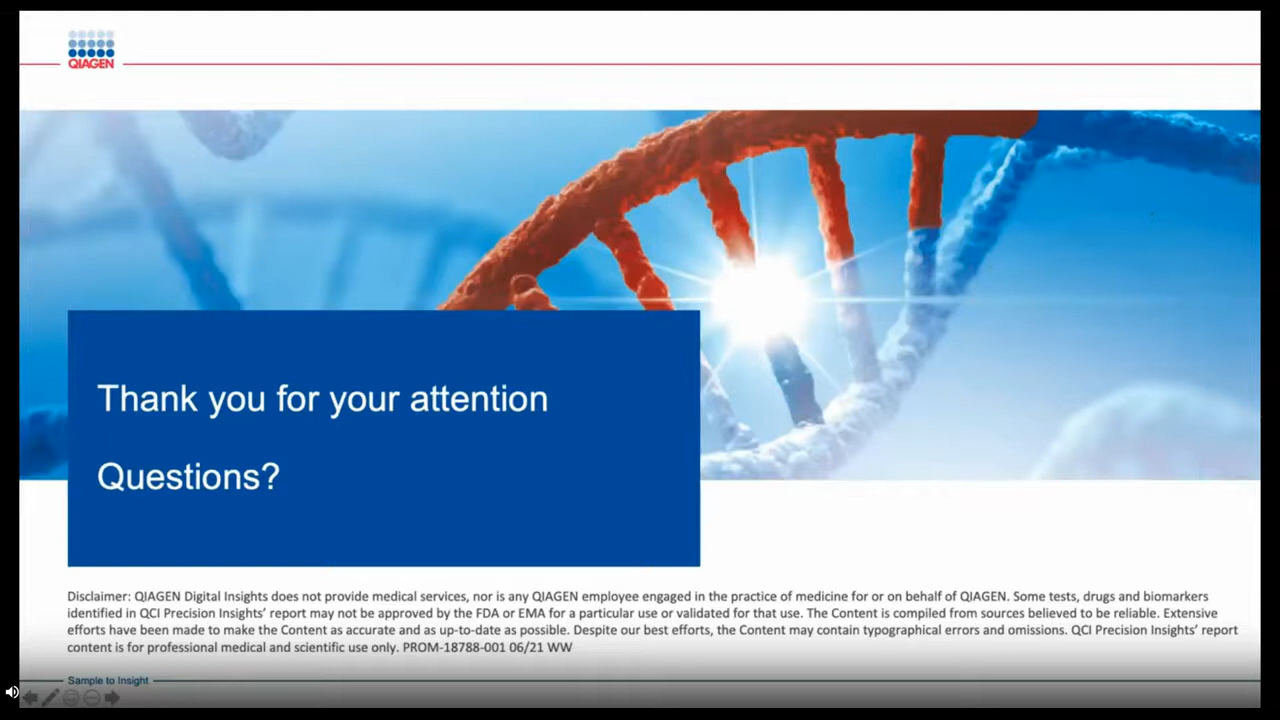 QIAGEN
Thank you for your attention
Questions?
Disclaimer: QIAGEN Digital Insights does not provide medical services, nor is any QIAGEN employee engaged in the practice of medicine for or on behalf of QIAGEN. Some tests, drugs and biomarkers
identified in QCI Precision Insights’ report may not be approved by the FDA or EMA for a particular use or validated for that use. The Content is compiled from sources believed to be reliable. Extensive
efforts have been made to make the Content as accurate and as up-to-date as possible. Despite our best efforts, the Content may contain typographical errors and omissions. QCI Precision Insights’ report
content is for professional medical and scientific use only. PROM-18788-001 06/21 WW
Sample to Insight